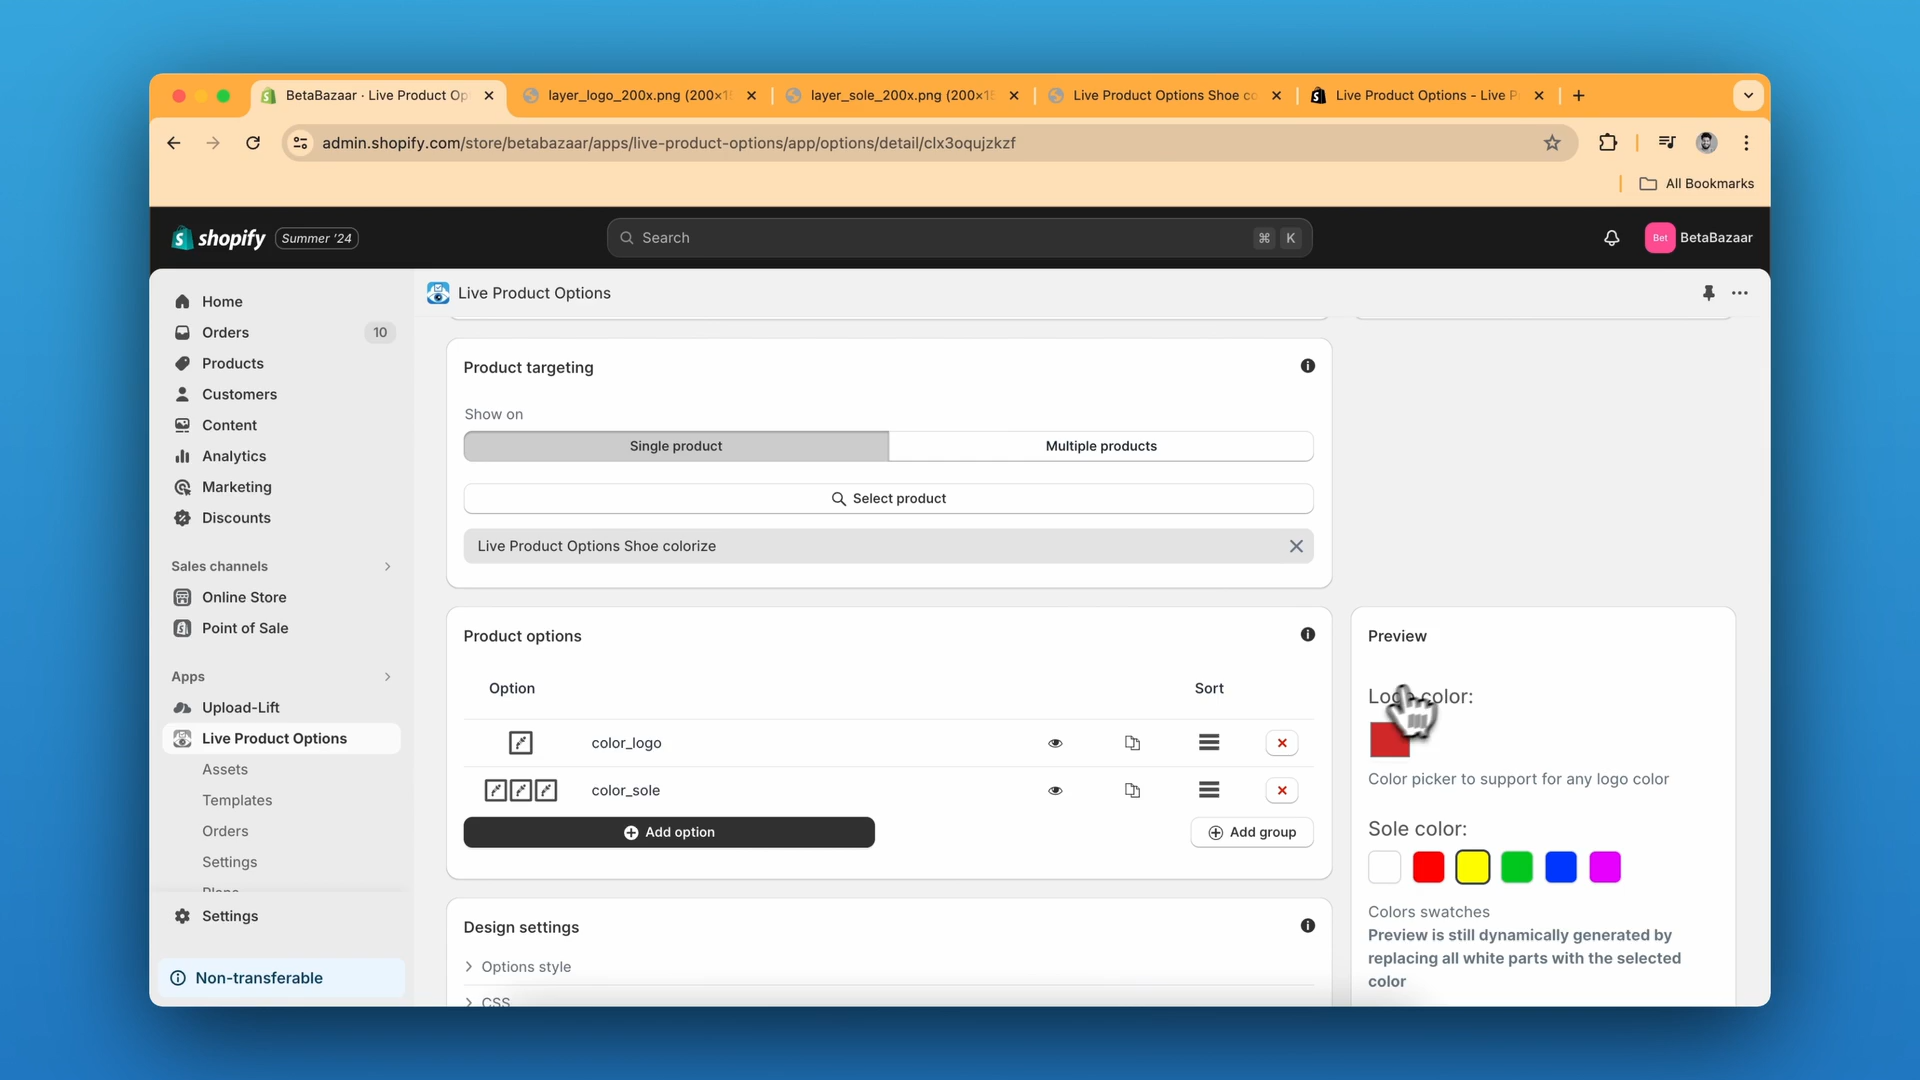 BetaBazaar · Live Product Op
layer_logo_200x.png (200×1
layer_sole_200x.png (200×1
Live Product Options Shoe co
Live Product Options - Live P
admin.shopify.com/store/betabazaar/apps/live-product-options/app/options/detail/clx3oqujzkzf
All Bookmarks
shopify
Summer '24
Search
⌘ K
Bet
BetaBazaar
Home
Orders
10
Products
Customers
Content
Analytics
Marketing
Discounts
Sales channels
Online Store
Point of Sale
Apps
Upload-Lift
Live Product Options
Assets
Templates
Orders
Settings
Plans
Settings
Non-transferable
Live Product Options
Product targeting
Show on
Single product
Multiple products
Select product
Live Product Options Shoe colorize
Product options
Option
Sort
color_logo
color_sole
Add option
Add group
Design settings
Options style
CSS
Preview
Logo color:
Color picker to support for any logo color
Sole color:
Colors swatches
Preview is still dynamically generated by
replacing all white parts with the selected
color